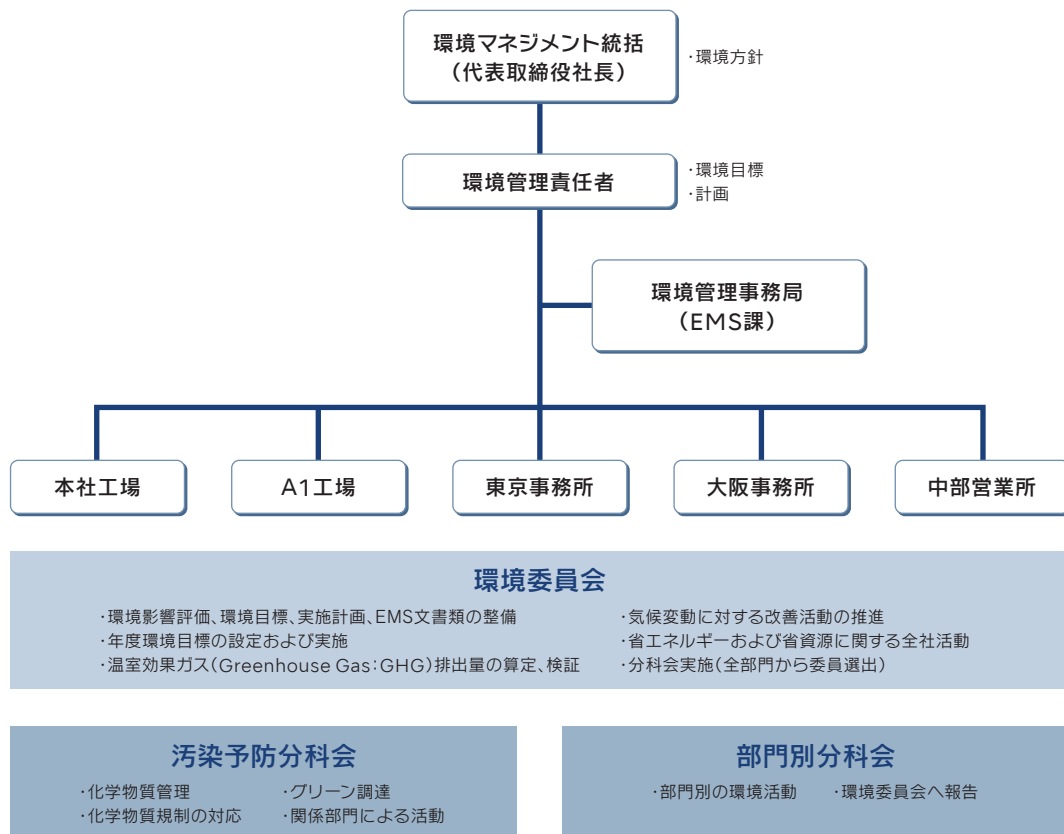 環境マネジメント統括
（代表取締役社長）
・環境方針
環境管理責任者
・環境目標
・計画
環境管理事務局
（EMS課）
本社工場
A1工場
東京事務所
大阪事務所
中部営業所
環境委員会
・環境影響評価、環境目標、実施計画、EMS文書類の整備
・年度環境目標の設定および実施
・温室効果ガス（Greenhouse Gas：GHG）排出量の算定、検証
・気候変動に対する改善活動の推進
・省エネルギーおよび省資源に関する全社活動
・分科会実施（全部門から委員選出）
汚染予防分科会
・化学物質管理
・化学物質規制の対応
・グリーン調達
・関係部門による活動
部門別分科会
・部門別の環境活動
・環境委員会へ報告